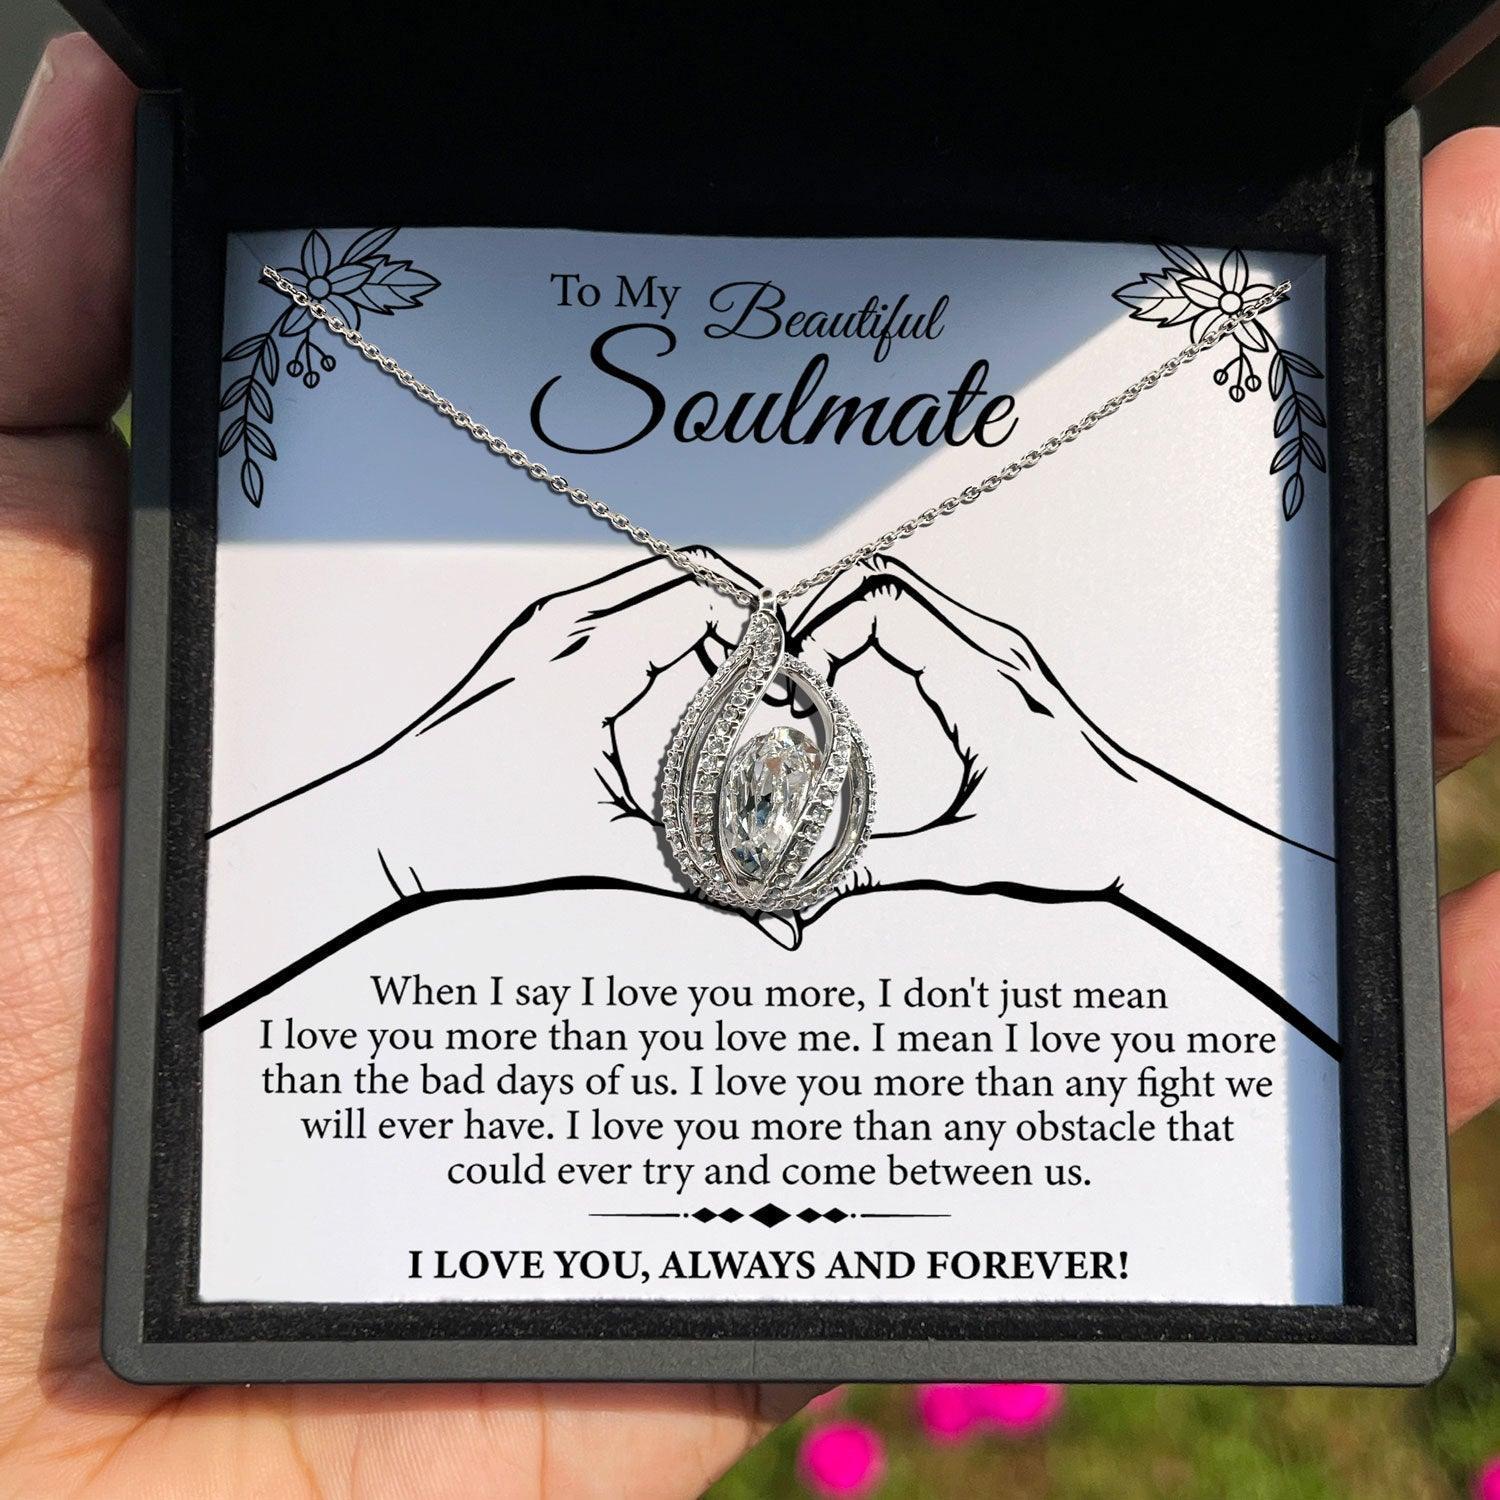 To My Beautiful
Soulmate
When I say I love you more, I don't just mean
I love you more than you love me. I mean I love you more
than the bad days of us. I love you more than any fight we
will ever have. I love you more than any obstacle that
could ever try and come between us.
I LOVE YOU, ALWAYS AND FOREVER!